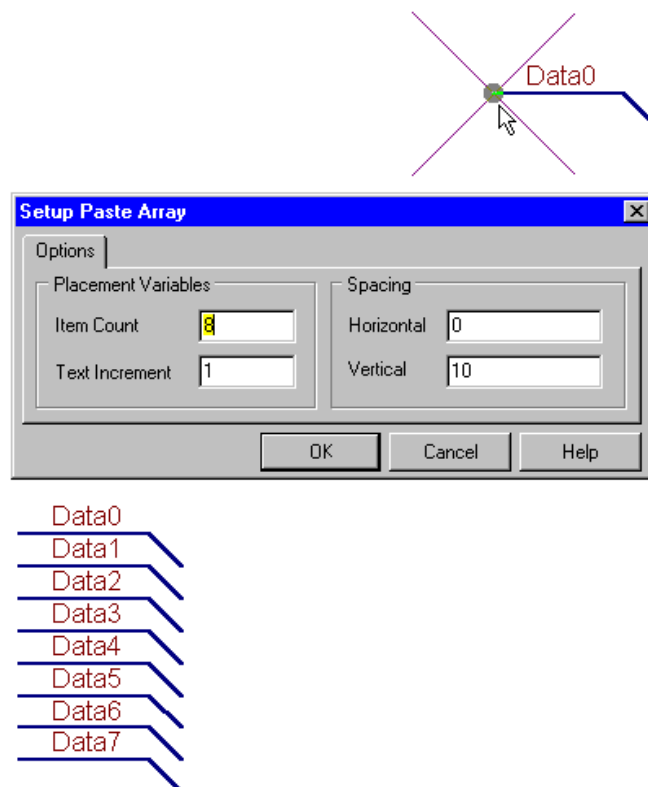 Data0
Setup Paste Array
Options
Placement Variables
Spacing
Item Count 8
Horizontal 0
Text Increment 1
Vertical 10
OK Cancel Help
Data0
Data1
Data2
Data3
Data4
Data5
Data6
Data7